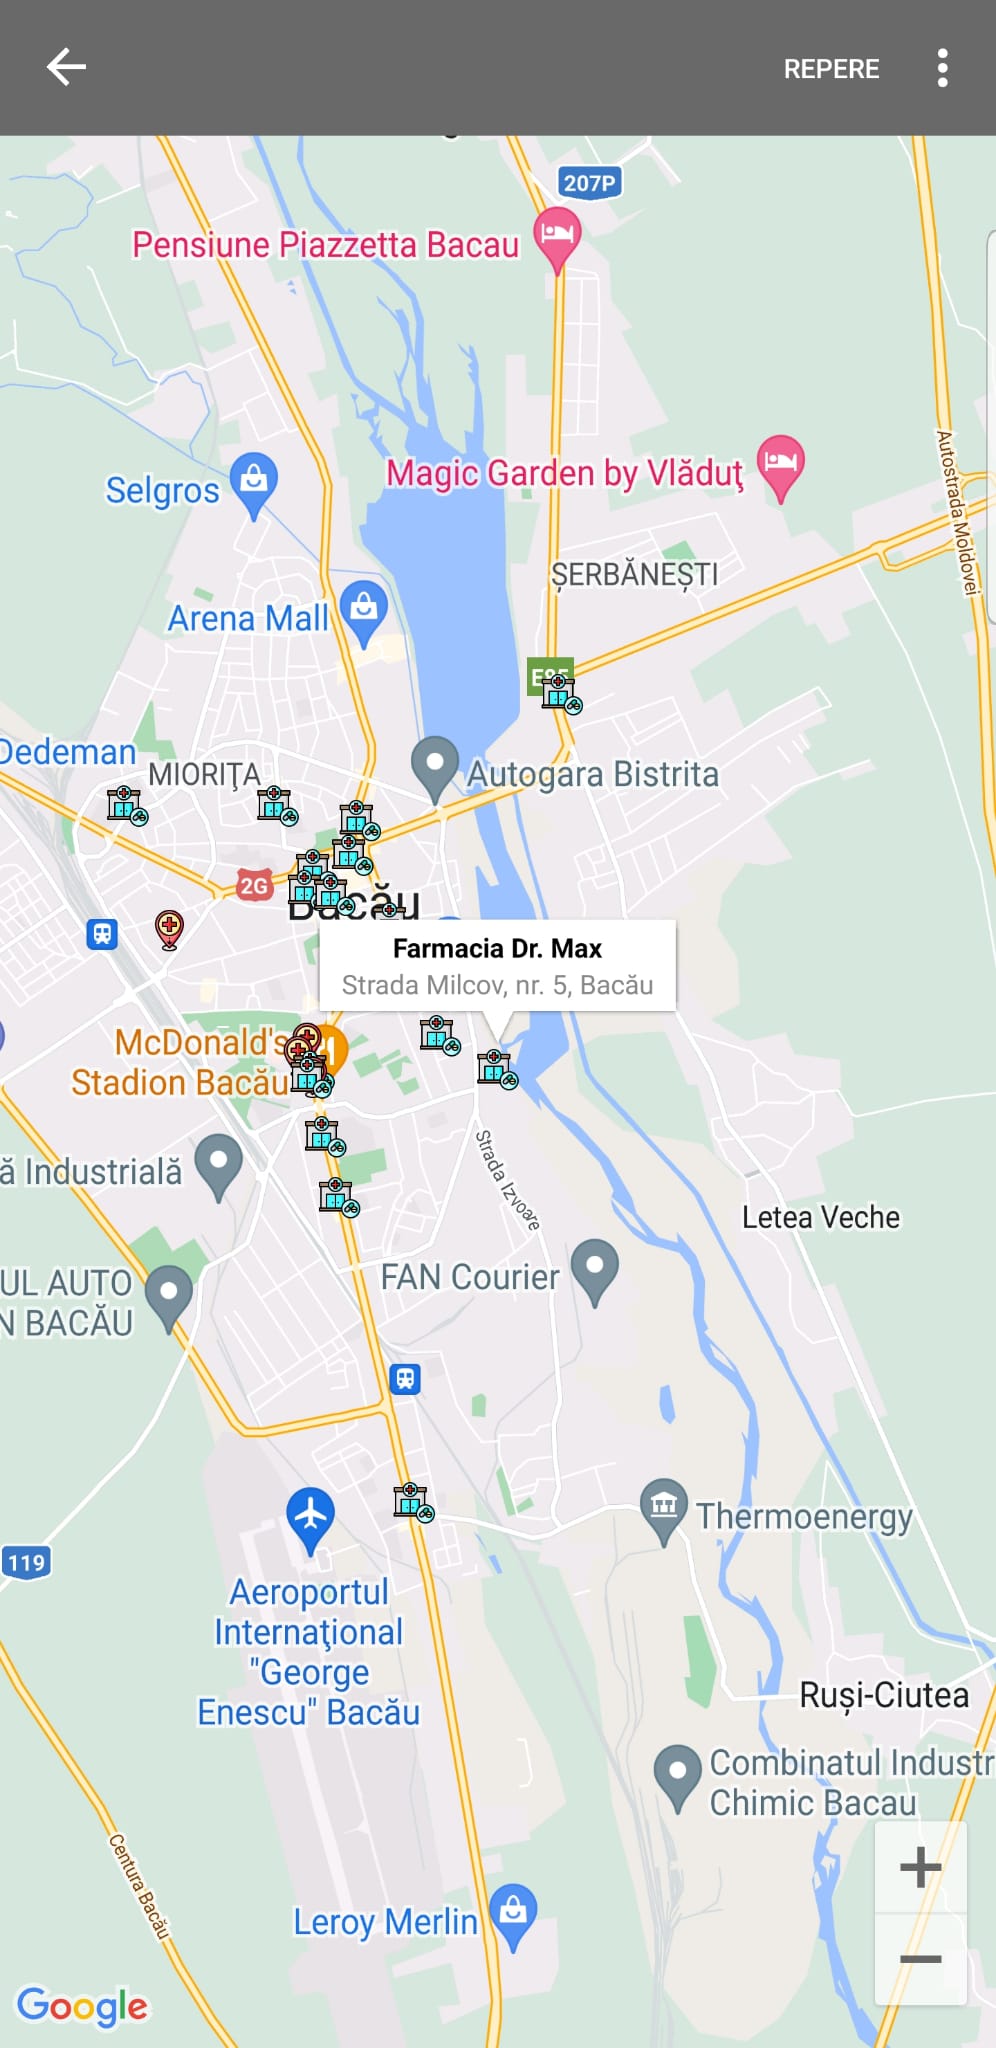 REPERE
207P
Pensiune Piazzetta Bacau
Magic Garden by Vlăduţ
Selgros
Autostrada Moldovei
ȘERBĂNEȘTI
Arena Mall
E85
Dedeman
MIORIŢA
Autogara Bistrita
2G
Bacău
Farmacia Dr. Max
Strada Milcov, nr. 5, Bacău
McDonald's
Stadion Bacău
Strada Izvoare
ă Industrială
Letea Veche
FAN Courier
UL AUTO
N BACĂU
Thermoenergy
119
Aeroportul
Internaţional
"George
Enescu" Bacău
Ruși-Ciutea
Combinatul Industr
Chimic Bacau
Centura Bacău
Leroy Merlin
Google